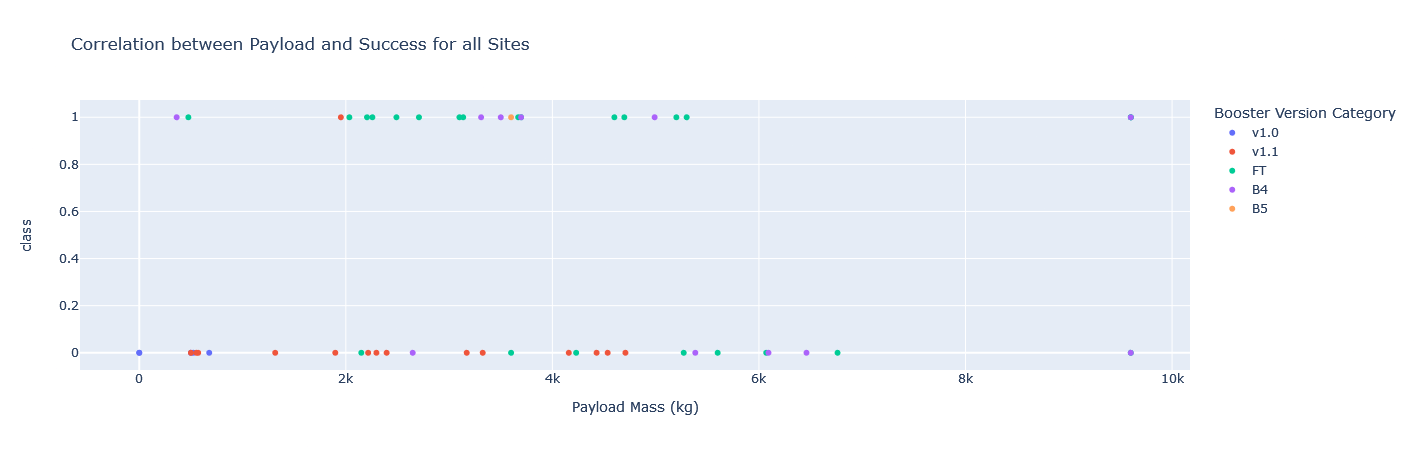 Correlation between Payload and Success for all Sites
1
0.8
0.6
0.4
0.2
0
class
0
2k
4k
6k
8k
10k
Payload Mass (kg)
Booster Version Category
v1.0
v1.1
FT
B4
B5